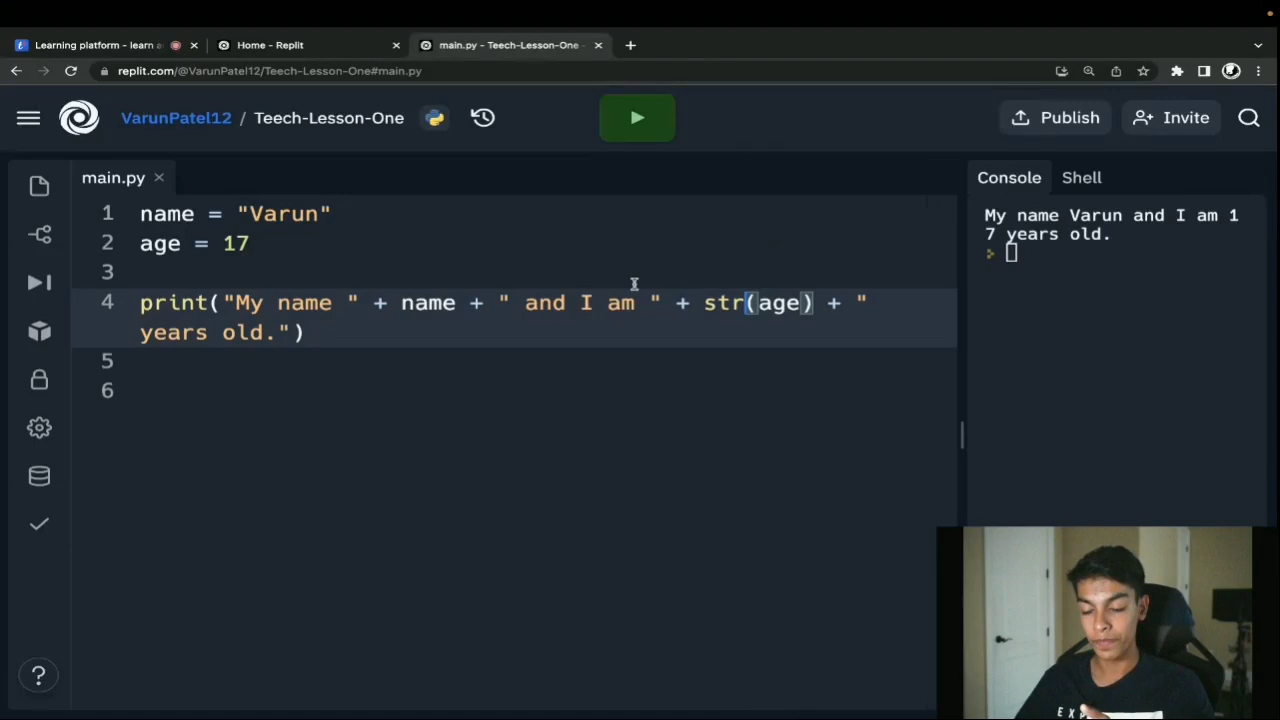 Learning platform - learn a
Home - Replit
main.py - Teech-Lesson-One -
replit.com/@VarunPatel12/Teech-Lesson-One#main.py
VarunPatel12 / Teech-Lesson-One
Publish
Invite
main.py
Console
Shell
1 name = "Varun"
2 age = 17
3
4 print("My name " + name + " and I am " + str(age) + "
years old.")
5
6
My name Varun and I am 1
7 years old.
?